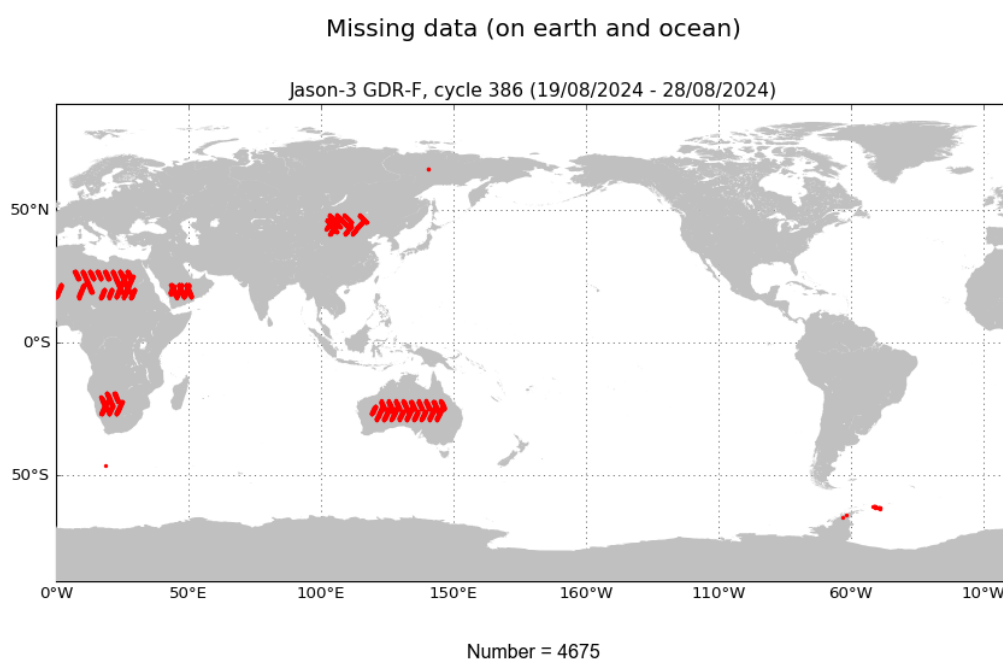 Missing data (on earth and ocean)
Jason-3 GDR-F, cycle 386 (19/08/2024 - 28/08/2024)
50°N
0°S
50°S
0°W 50°E 100°E 150°E 160°W 110°W 60°W 10°W
Number = 4675